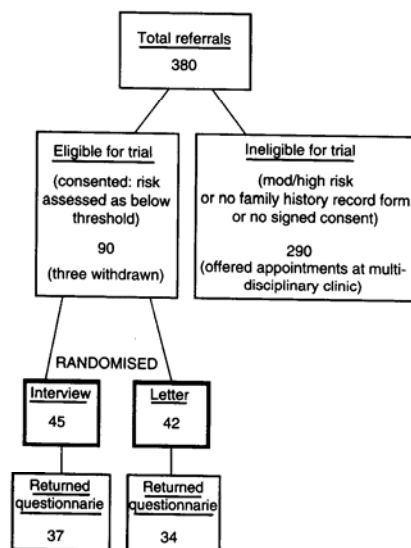 Total referrals
380
Eligible for trial
(consented: risk
assessed as below
threshold)
90
(three withdrawn)
Ineligible for trial
(mod/high risk
or no family history record form
or no signed consent)
290
(offered appointments at multi-
disciplinary clinic)
RANDOMISED
Interview
45
Letter
42
Returned
questionnarie
37
Returned
questionnarie
34